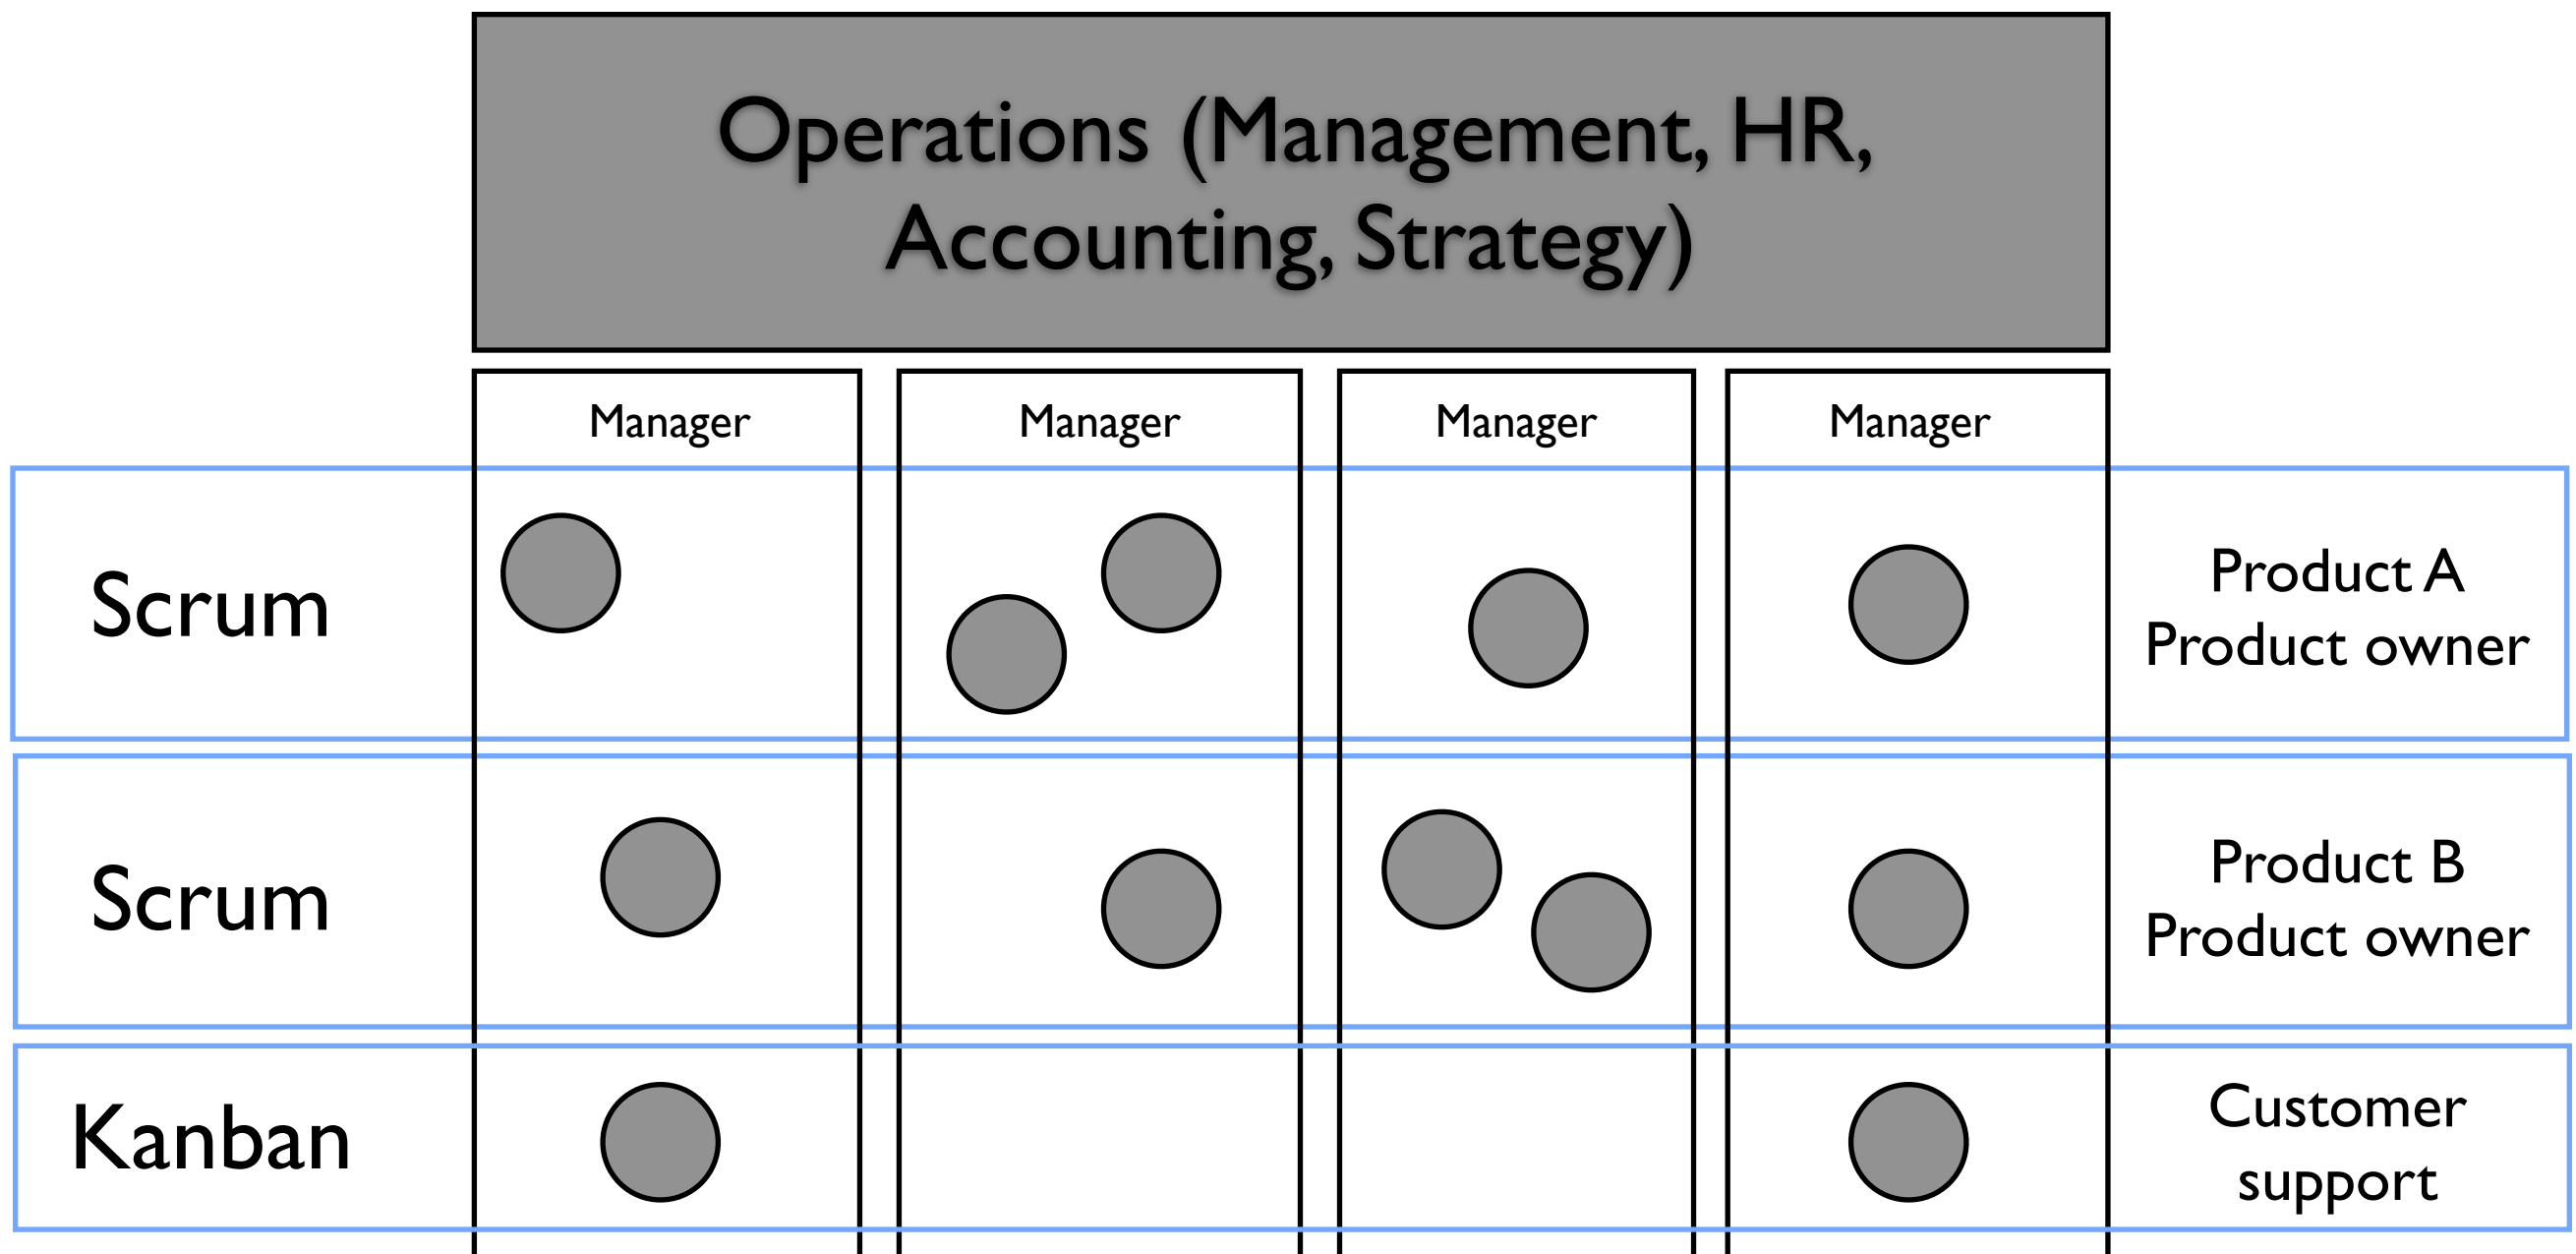 Operations (Management, HR,
Accounting, Strategy)
Manager
Manager
Manager
Manager
Scrum
Product A
Product owner
Scrum
Product B
Product owner
Kanban
Customer
support